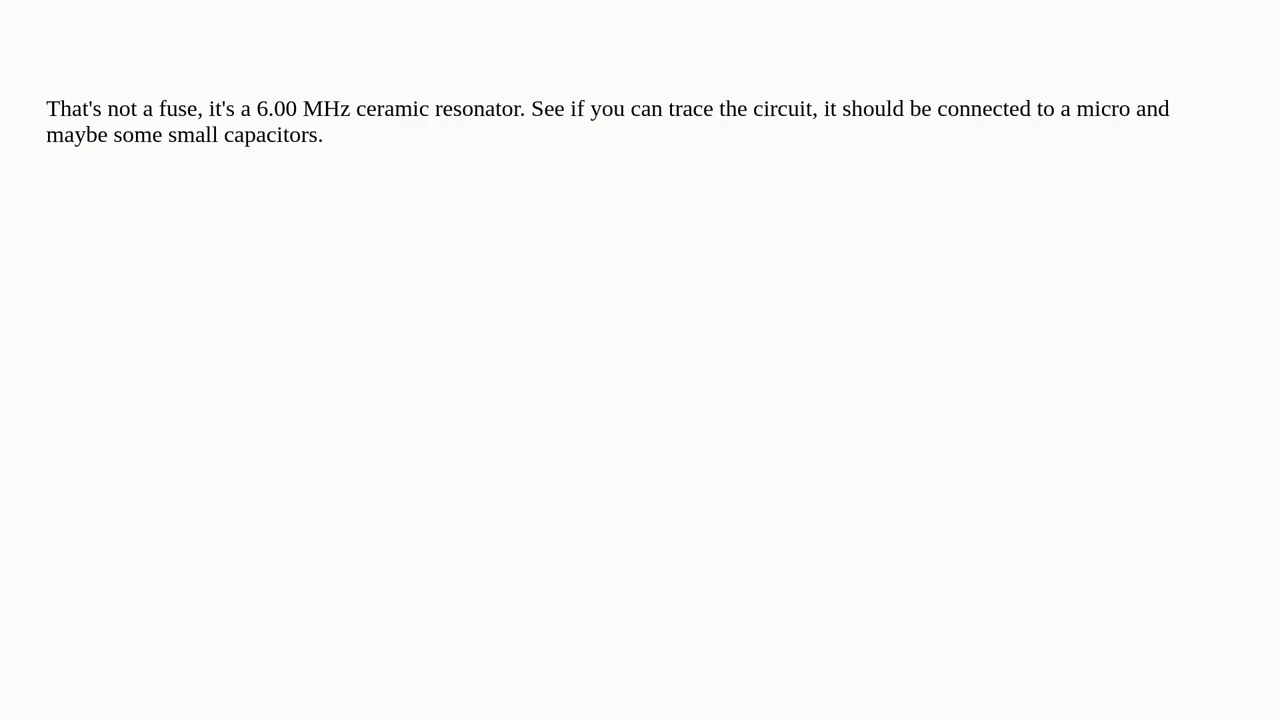 That's not a fuse, it's a 6.00 MHz ceramic resonator. See if you can trace the circuit, it should be connected to a micro and
maybe some small capacitors.